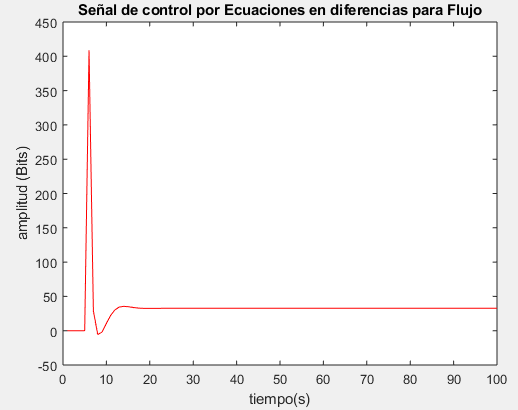 Señal de control por Ecuaciones en diferencias para Flujo
450
400
350
300
250
200
150
100
50
0
-50
amplitud (Bits)
0 10 20 30 40 50 60 70 80 90 100
tiempo(s)